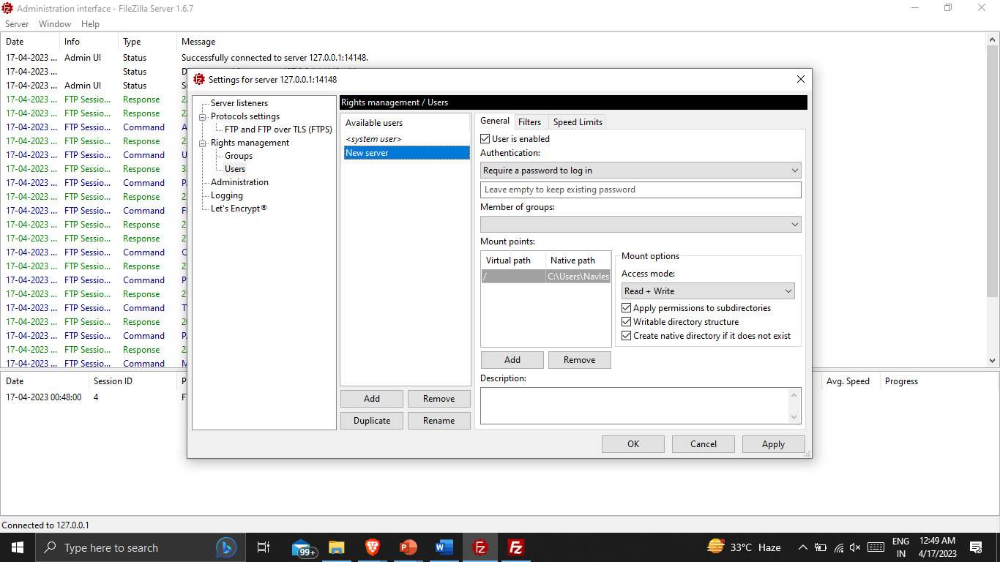 Administration interface - FileZilla Server 1.6.7
Server Window Help
Date Info Type Message
17-04-2023 ... Admin UI Status Successfully connected to server 127.0.0.1:14148.
17-04-2023 ... Status
17-04-2023 ... Admin UI Status
17-04-2023 ... FTP Sessio... Response
17-04-2023 ... FTP Sessio... Response
17-04-2023 ... FTP Sessio... Command
17-04-2023 ... FTP Sessio... Response
17-04-2023 ... FTP Sessio... Command
17-04-2023 ... FTP Sessio... Response
17-04-2023 ... FTP Sessio... Command
17-04-2023 ... FTP Sessio... Response
17-04-2023 ... FTP Sessio... Command
17-04-2023 ... FTP Sessio... Response
17-04-2023 ... FTP Sessio... Response
17-04-2023 ... FTP Sessio... Command
17-04-2023 ... FTP Sessio... Response
17-04-2023 ... FTP Sessio... Command
17-04-2023 ... FTP Sessio... Response
17-04-2023 ... FTP Sessio... Command
17-04-2023 ... FTP Sessio... Response
17-04-2023 ... FTP Sessio... Command
17-04-2023 ... FTP Sessio... Response
17-04-2023 ... FTP Sessio... Command
Settings for server 127.0.0.1:14148
Server listeners
Protocols settings
FTP and FTP over TLS (FTPS)
Rights management
Groups
Users
Administration
Logging
Let's Encrypt®
Rights management / Users
Available users
<system user>
New server
Add Remove
Duplicate Rename
General Filters Speed Limits
User is enabled
Authentication:
Require a password to log in
Leave empty to keep existing password
Member of groups:
Mount points:
Virtual path Native path
/ C:\Users\Navles
Add Remove
Mount options
Access mode:
Read + Write
Apply permissions to subdirectories
Writable directory structure
Create native directory if it does not exist
Description:
OK Cancel Apply
Date Session ID Avg. Speed Progress
17-04-2023 00:48:00 4
Connected to 127.0.0.1
Type here to search
99+
33°C Haze
ENG
IN
12:49 AM
4/17/2023